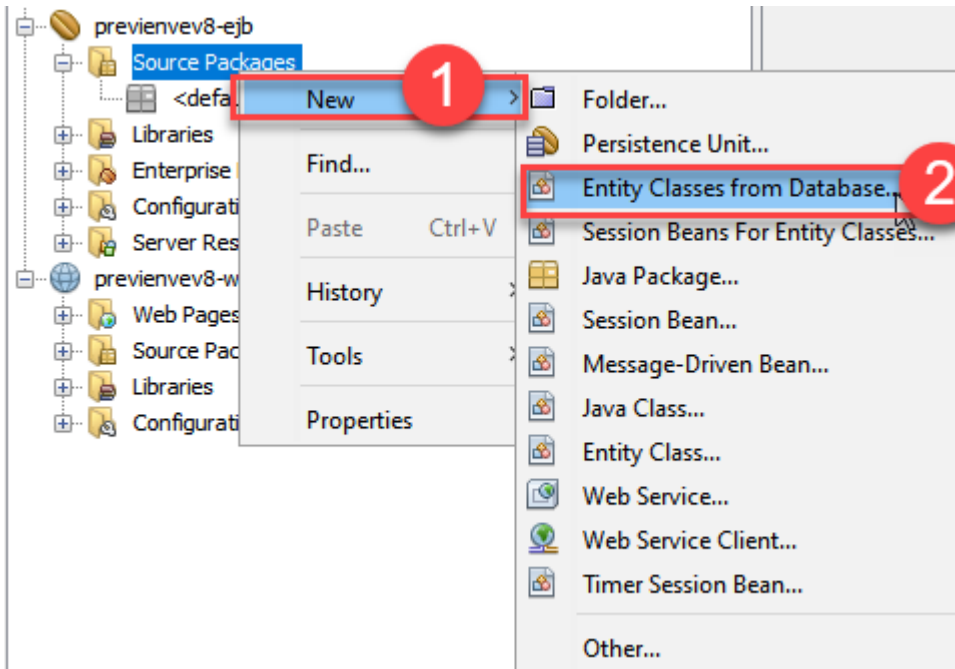 previenvev8-ejb
Source Packages
<defa
Libraries
Enterprise
Configurati
Server Res
previenvev8-w
Web Pages
Source Pac
Libraries
Configurati
New
1
Find...
Paste Ctrl+V
History
Tools
Properties
Folder...
Persistence Unit...
Entity Classes from Database...
2
Session Beans For Entity Classes...
Java Package...
Session Bean...
Message-Driven Bean...
Java Class...
Entity Class...
Web Service...
Web Service Client...
Timer Session Bean...
Other...